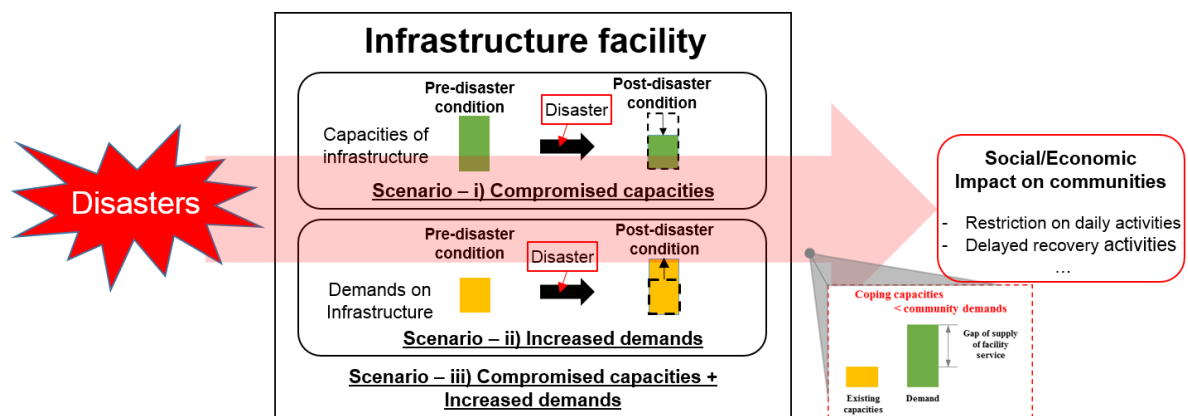 Infrastructure facility
Disasters
Pre-disaster
condition
Disaster
Post-disaster
condition
Capacities of
infrastructure
Scenario – i) Compromised capacities
Pre-disaster
condition
Disaster
Post-disaster
condition
Demands on
Infrastructure
Scenario – ii) Increased demands
Scenario – iii) Compromised capacities +
Increased demands
Social/Economic
Impact on communities
- Restriction on daily activities
- Delayed recovery activities
...
Coping capacities
< community demands
Gap of supply
of facility
service
Existing
capacities
Demand